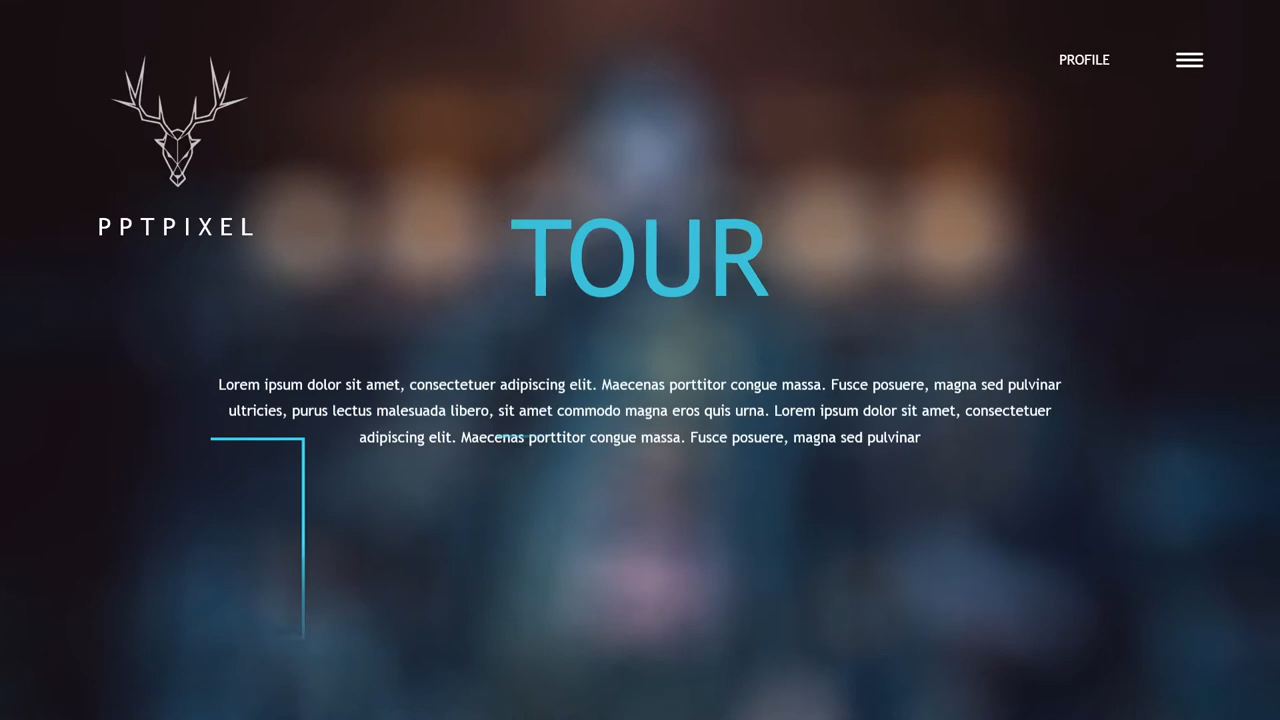 PROFILE
PPTPIXEL
TOUR
Lorem ipsum dolor sit amet, consectetuer adipiscing elit. Maecenas porttitor congue massa. Fusce posuere, magna sed pulvinar
ultricies, purus lectus malesuada libero, sit amet commodo magna eros quis urna. Lorem ipsum dolor sit amet, consectetuer
adipiscing elit. Maecenas porttitor congue massa. Fusce posuere, magna sed pulvinar